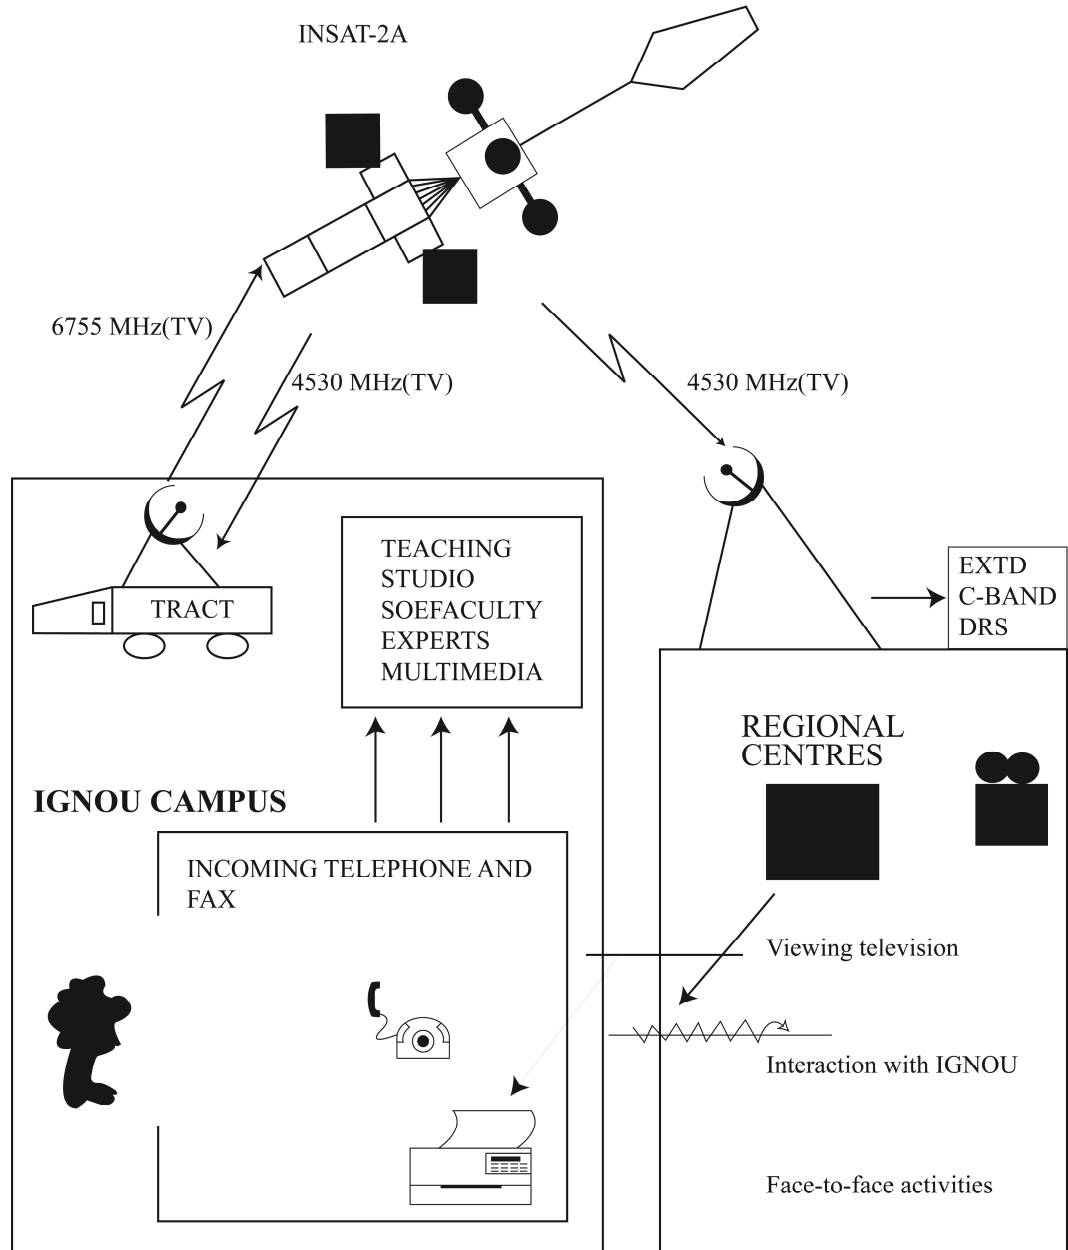 INSAT-2A
6755 MHz(TV)
4530 MHz(TV)
4530 MHz(TV)
TRACT
TEACHING
STUDIO
SOEFACULTY
EXPERTS
MULTIMEDIA
EXTD
C-BAND
DRS
REGIONAL
CENTRES
IGNOU CAMPUS
INCOMING TELEPHONE AND
FAX
Viewing television
Interaction with IGNOU
Face-to-face activities